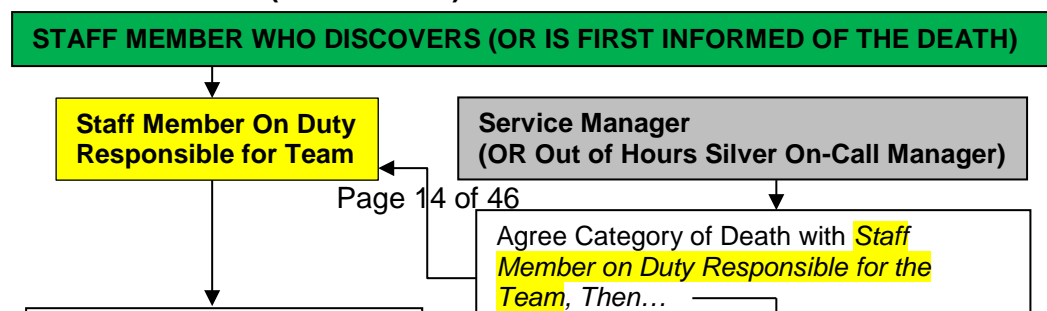 STAFF MEMBER WHO DISCOVERS (OR IS FIRST INFORMED OF THE DEATH)
Staff Member On Duty
Responsible for Team
Service Manager
(OR Out of Hours Silver On-Call Manager)
Page 14 of 46
Agree Category of Death with Staff
Member on Duty Responsible for the
Team, Then…